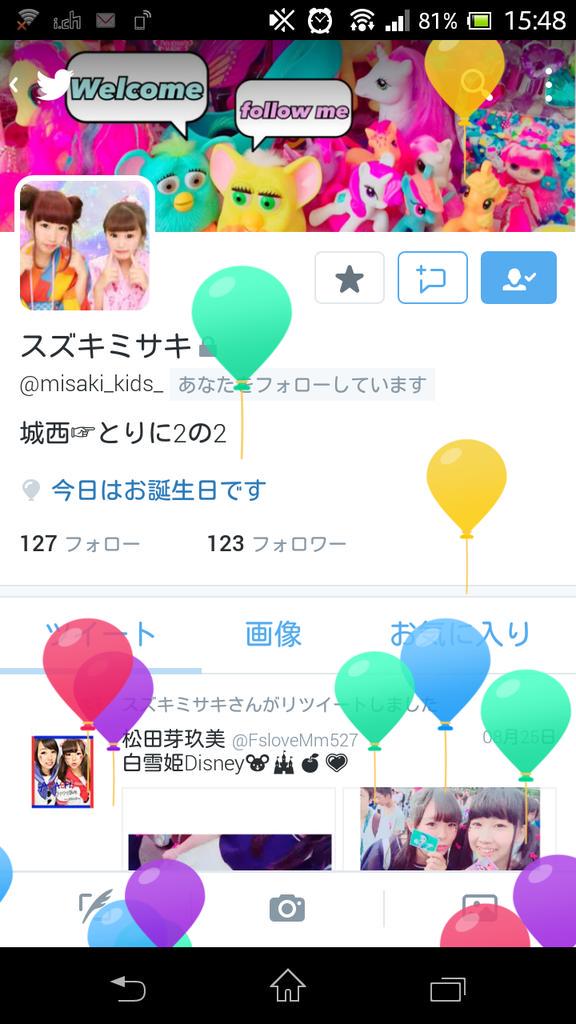 i.ch 81% 15:48
Welcome
follow me
スズキミサキ
@misaki_kids_ あなたをフォローしています
城西☞とりに2の2
今日はお誕生日です
127 フォロー 123 フォロワー
ツイート 画像 お気に入り
スズキミサキさんがリツイートしました
松田芽玖美 @FsloveMm527 08月25日
白雪姫Disney